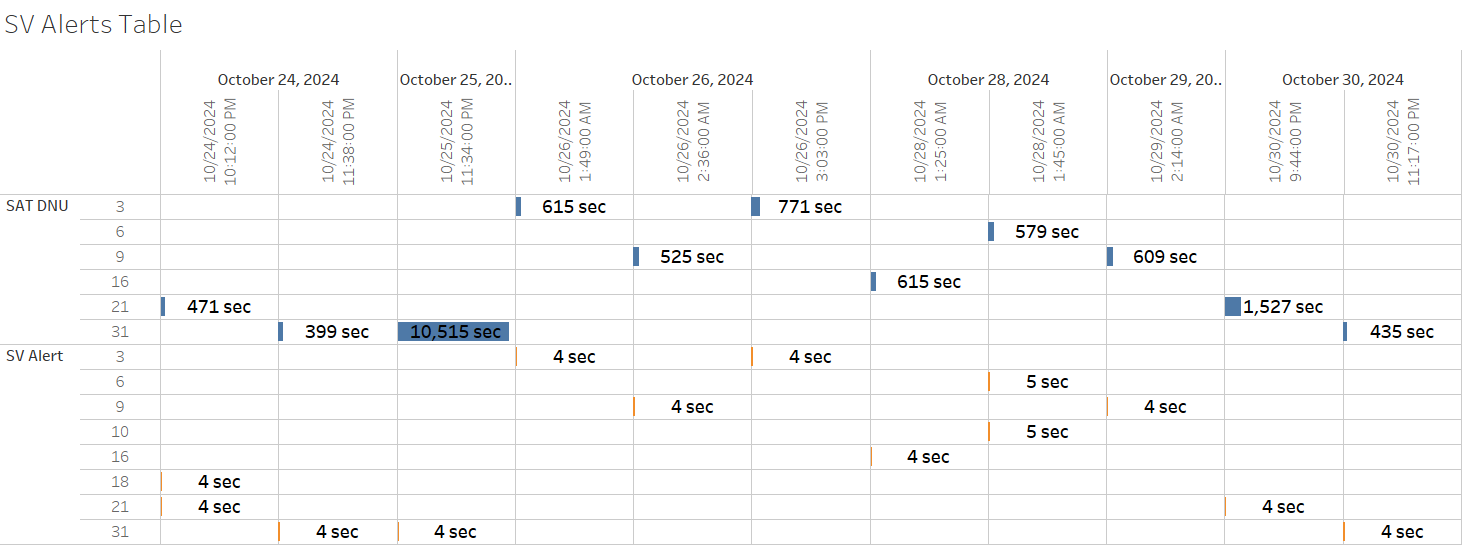 SV Alerts Table
October 24, 2024 October 25, 20.. October 26, 2024 October 28, 2024 October 29, 20.. October 30, 2024
10/24/2024 10:12:00 PM
10/24/2024 11:38:00 PM
10/25/2024 11:34:00 PM
10/26/2024 1:49:00 AM
10/26/2024 2:36:00 AM
10/26/2024 3:03:00 PM
10/28/2024 1:25:00 AM
10/28/2024 1:45:00 AM
10/29/2024 2:14:00 AM
10/30/2024 9:44:00 PM
10/30/2024 11:17:00 PM
SAT DNU 3 615 sec 771 sec
6 579 sec
9 525 sec 609 sec
16 615 sec
21 471 sec 1,527 sec
31 399 sec 10,515 sec 435 sec
SV Alert 3 4 sec 4 sec
6 5 sec
9 4 sec 4 sec
10 5 sec
16 4 sec
18 4 sec
21 4 sec 4 sec
31 4 sec 4 sec 4 sec